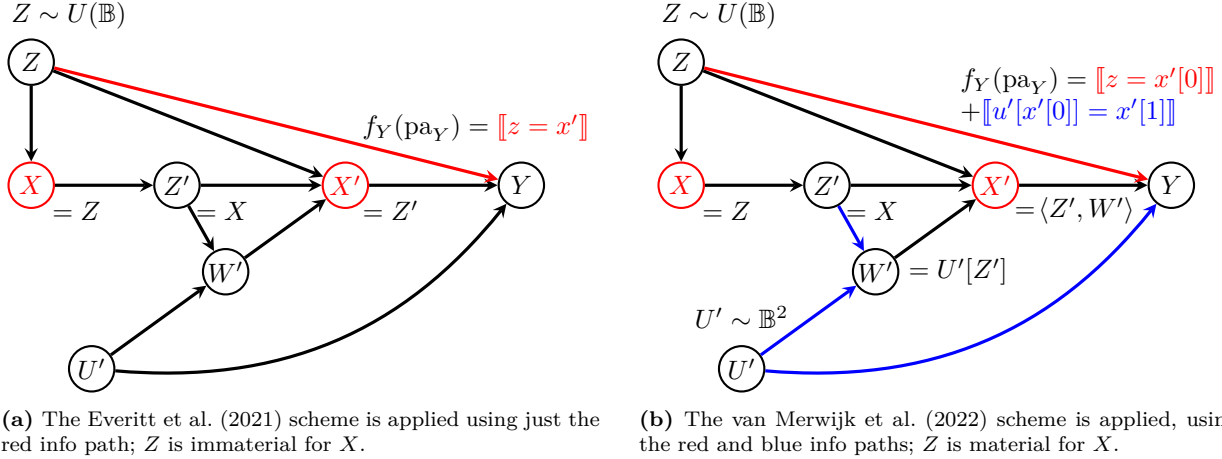 Z ∼ U(𝔹)
Z
f_Y(pa_Y) = ⟦z = x′⟧
X
= Z
Z′
= X
X′
= Z′
Y
W′
U′
(a) The Everitt et al. (2021) scheme is applied using just the
red info path; Z is immaterial for X.
Z ∼ U(𝔹)
Z
f_Y(pa_Y) = ⟦z = x′[0]⟧
+⟦u′[x′[0]] = x′[1]⟧
X
= Z
Z′
= X
X′
=⟨Z′, W′⟩
Y
W′
= U′[Z′]
U′ ∼ 𝔹²
U′
(b) The van Merwijk et al. (2022) scheme is applied, usin
the red and blue info paths; Z is material for X.